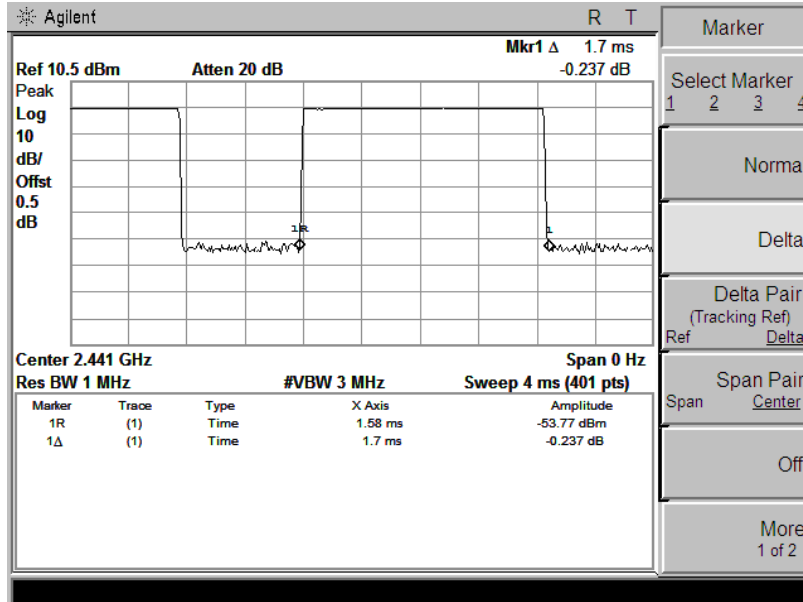 Agilent R T
Mkr1 Δ 1.7 ms
Ref 10.5 dBm Atten 20 dB -0.237 dB
Peak
Log
10
dB/
Offst
0.5
dB
1R
1
Center 2.441 GHz Span 0 Hz
Res BW 1 MHz #VBW 3 MHz Sweep 4 ms (401 pts)
Marker Trace Type X Axis Amplitude
1R (1) Time 1.58 ms -53.77 dBm
1Δ (1) Time 1.7 ms -0.237 dB
Marker
Select Marker
1 2 3 4
Norma
Delta
Delta Pair
(Tracking Ref)
Ref Delta
Span Pair
Span Center
Off
More
1 of 2